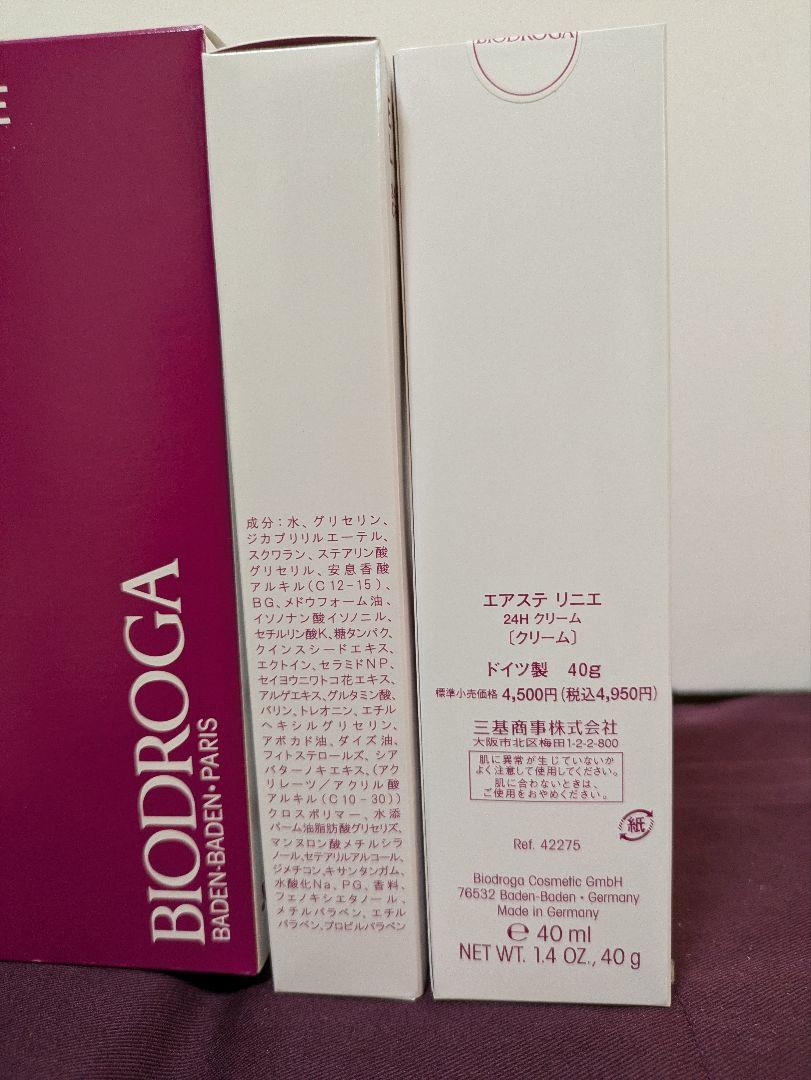 BIODROGA
BADEN-BADEN・PARIS
成分：水、グリセリン、
ジカプリリルエーテル、
スクワラン、ステアリン酸
グリセリル、安息香酸
アルキル(C12-15)、
BG、メドウフォーム油、
イソノナン酸イソノニル、
セチルリン酸K、糖タンパク、
クインスシードエキス、
エクトイン、セラミドNP、
セイヨウニワトコ花エキス、
アルゲエキス、グルタミン酸、
バリン、トレオニン、エチル
ヘキシルグリセリン、
アボカド油、ダイズ油、
フィトステロールズ、シア
バターノキエキス、(アク
リレーツ／アクリル酸
アルキル(C10-30))
クロスポリマー、水添
パーム油脂肪酸グリセリズ、
マンヌロン酸メチルシラ
ノール、セテアリルアルコール、
ジメチコン、キサンタンガム、
水酸化Na、PG、香料、
フェノキシエタノール、
メチルパラベン、エチル
パラベン、プロピルパラベン
BIODROGA
エアステ リニエ
24H クリーム
〔クリーム〕
ドイツ製 40g
標準小売価格 4,500円(税込4,950円)
三基商事株式会社
大阪市北区梅田1-2-2-800
肌に異常が生じていないか
よく注意して使用してください。
肌に合わないときは、
ご使用をおやめください。
紙
Ref. 42275
Biodroga Cosmetic GmbH
76532 Baden-Baden・Germany
Made in Germany
℮ 40 ml
NET WT. 1.4 OZ., 40 g